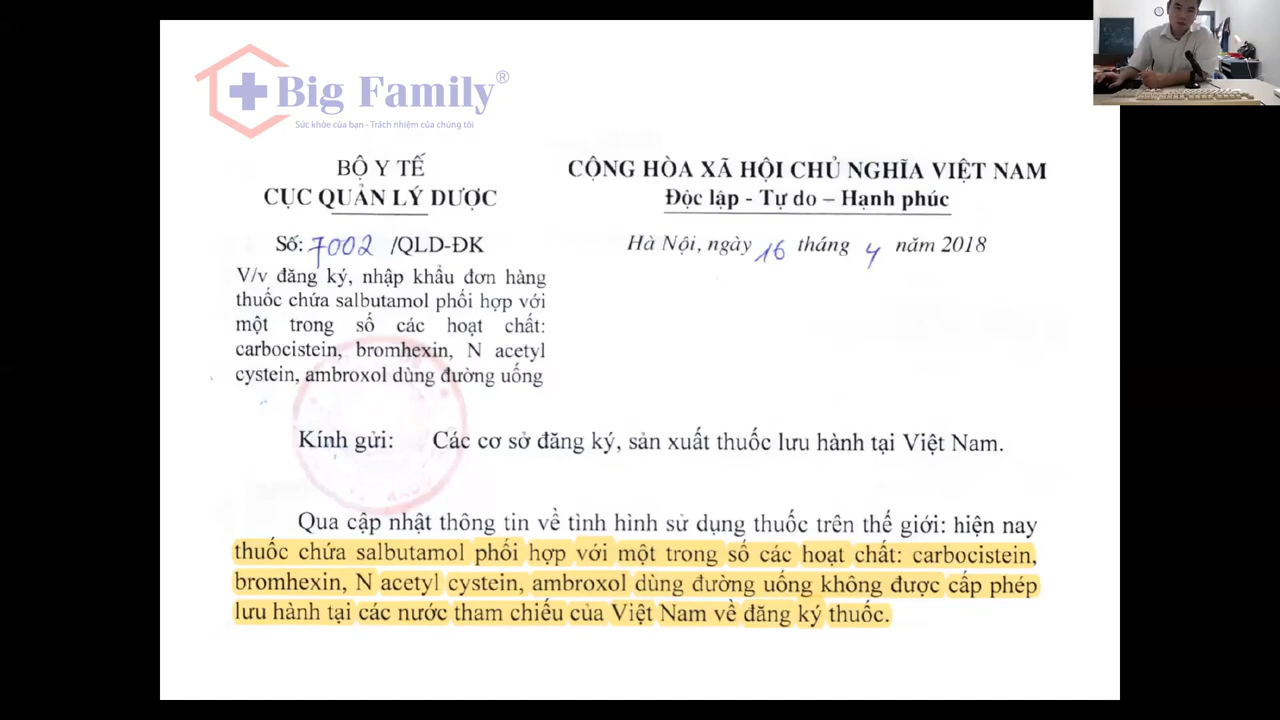 Big Family®
Sức khỏe của bạn - Trách nhiệm của chúng tôi
BỘ Y TẾ
CỤC QUẢN LÝ DƯỢC
Số: 7002 /QLD-ĐK
V/v đăng ký, nhập khẩu đơn hàng
thuốc chứa salbutamol phối hợp với
một trong số các hoạt chất:
carbocistein, bromhexin, N acetyl
cystein, ambroxol dùng đường uống
CỘNG HÒA XÃ HỘI CHỦ NGHĨA VIỆT NAM
Độc lập - Tự do – Hạnh phúc
Hà Nội, ngày 16 tháng 4 năm 2018
Kính gửi: Các cơ sở đăng ký, sản xuất thuốc lưu hành tại Việt Nam.
Qua cập nhật thông tin về tình hình sử dụng thuốc trên thế giới: hiện nay
thuốc chứa salbutamol phối hợp với một trong số các hoạt chất: carbocistein,
bromhexin, N acetyl cystein, ambroxol dùng đường uống không được cấp phép
lưu hành tại các nước tham chiếu của Việt Nam về đăng ký thuốc.